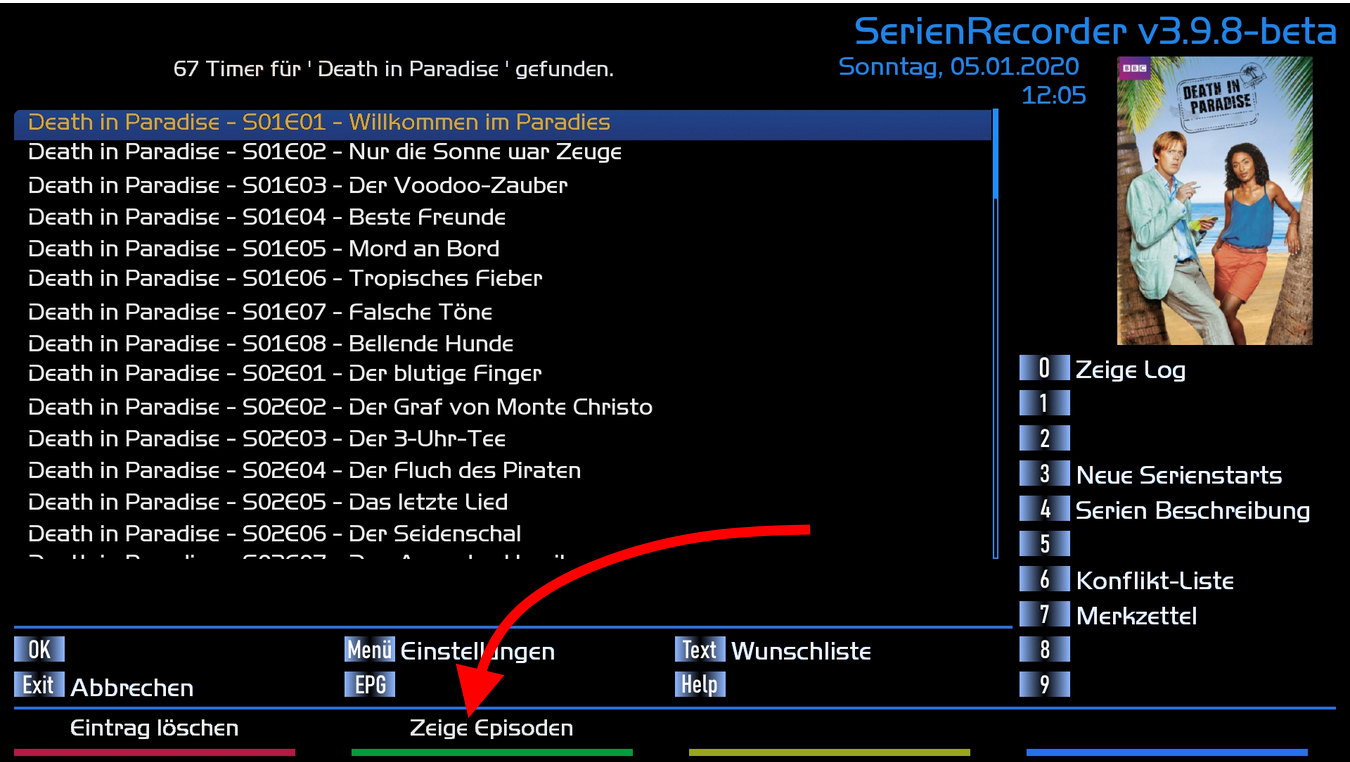 SerienRecorder v3.9.8-beta
67 Timer für ' Death in Paradise ' gefunden.
Sonntag, 05.01.2020
12:05
BBC
DEATH IN
PARADISE
Death in Paradise - S01E01 - Willkommen im Paradies
Death in Paradise - S01E02 - Nur die Sonne war Zeuge
Death in Paradise - S01E03 - Der Voodoo-Zauber
Death in Paradise - S01E04 - Beste Freunde
Death in Paradise - S01E05 - Mord an Bord
Death in Paradise - S01E06 - Tropisches Fieber
Death in Paradise - S01E07 - Falsche Töne
Death in Paradise - S01E08 - Bellende Hunde
Death in Paradise - S02E01 - Der blutige Finger
Death in Paradise - S02E02 - Der Graf von Monte Christo
Death in Paradise - S02E03 - Der 3-Uhr-Tee
Death in Paradise - S02E04 - Der Fluch des Piraten
Death in Paradise - S02E05 - Das letzte Lied
Death in Paradise - S02E06 - Der Seidenschal
0 Zeige Log
1
2
3 Neue Serienstarts
4 Serien Beschreibung
5
6 Konflikt-Liste
7 Merkzettel
8
9
OK Menü Einstellungen Text Wunschliste
Exit Abbrechen EPG Help
Eintrag löschen Zeige Episoden